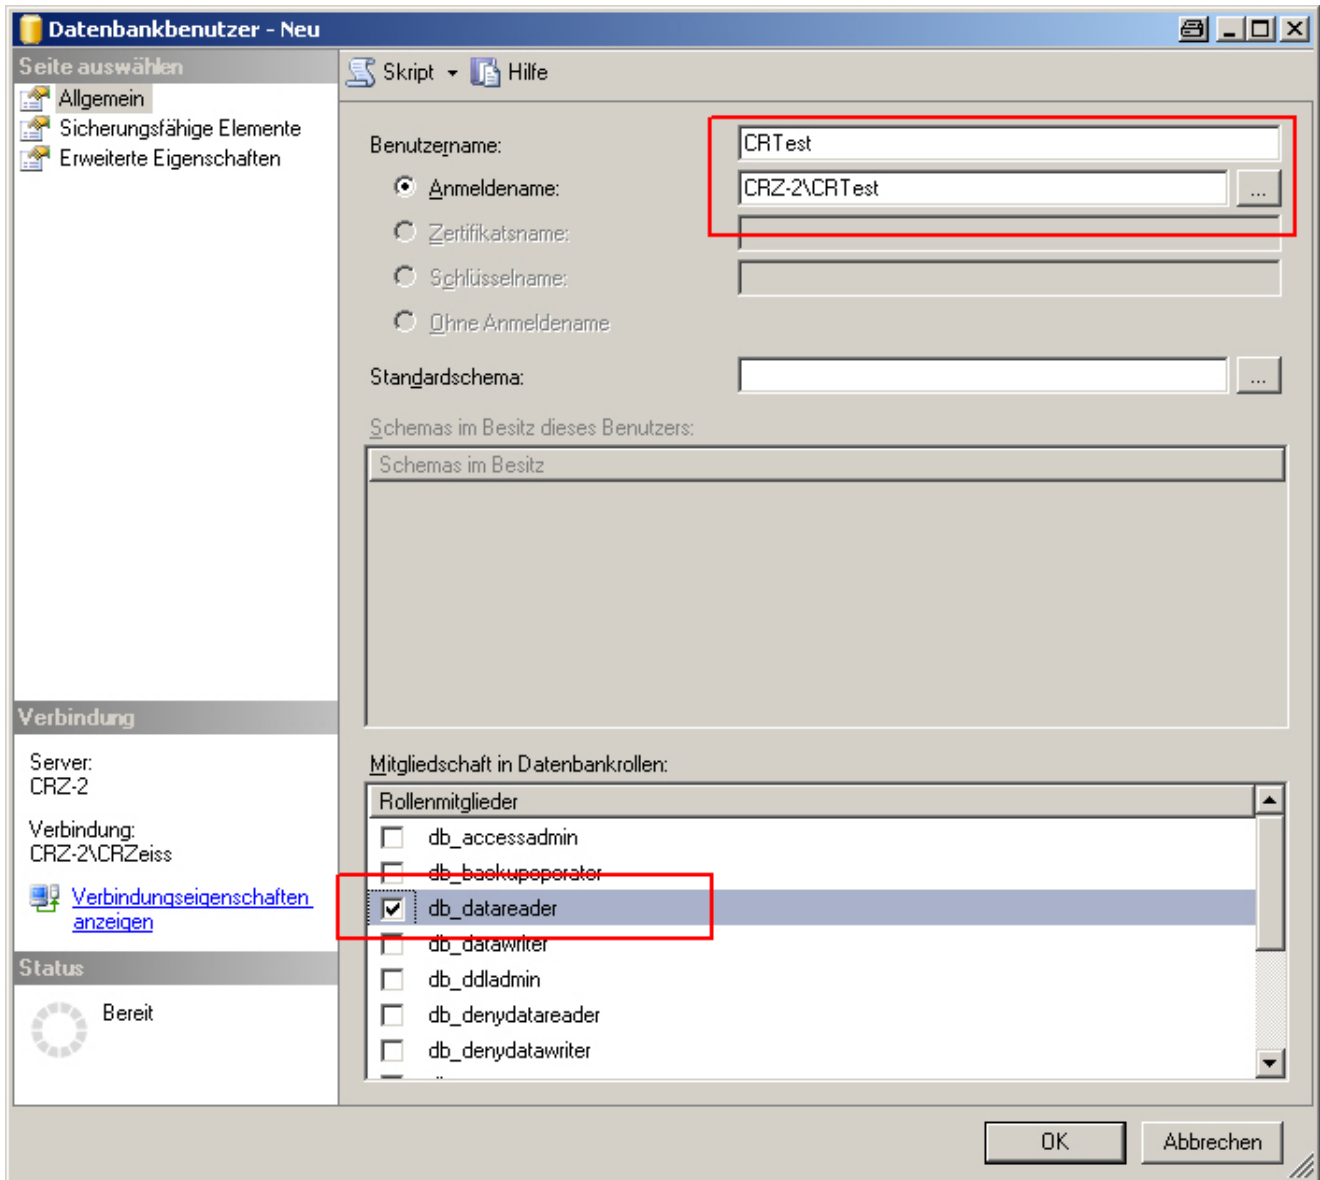 Datenbankbenutzer - Neu
Seite auswählen
Allgemein
Sicherungsfähige Elemente
Erweiterte Eigenschaften
Skript
Hilfe
Benutzername:
CRTest
Anmeldename:
CRZ-2\CRTest
...
Zertifikatsname:
Schlüsselname:
Ohne Anmeldename
Standardschema:
...
Schemas im Besitz dieses Benutzers:
Schemas im Besitz
Verbindung
Server:
CRZ-2
Verbindung:
CRZ-2\CRZeiss
Verbindungseigenschaften
anzeigen
Status
Bereit
Mitgliedschaft in Datenbankrollen:
Rollenmitglieder
db_accessadmin
db_backupoperator
db_datareader
db_datawriter
db_ddladmin
db_denydatareader
db_denydatawriter
OK
Abbrechen